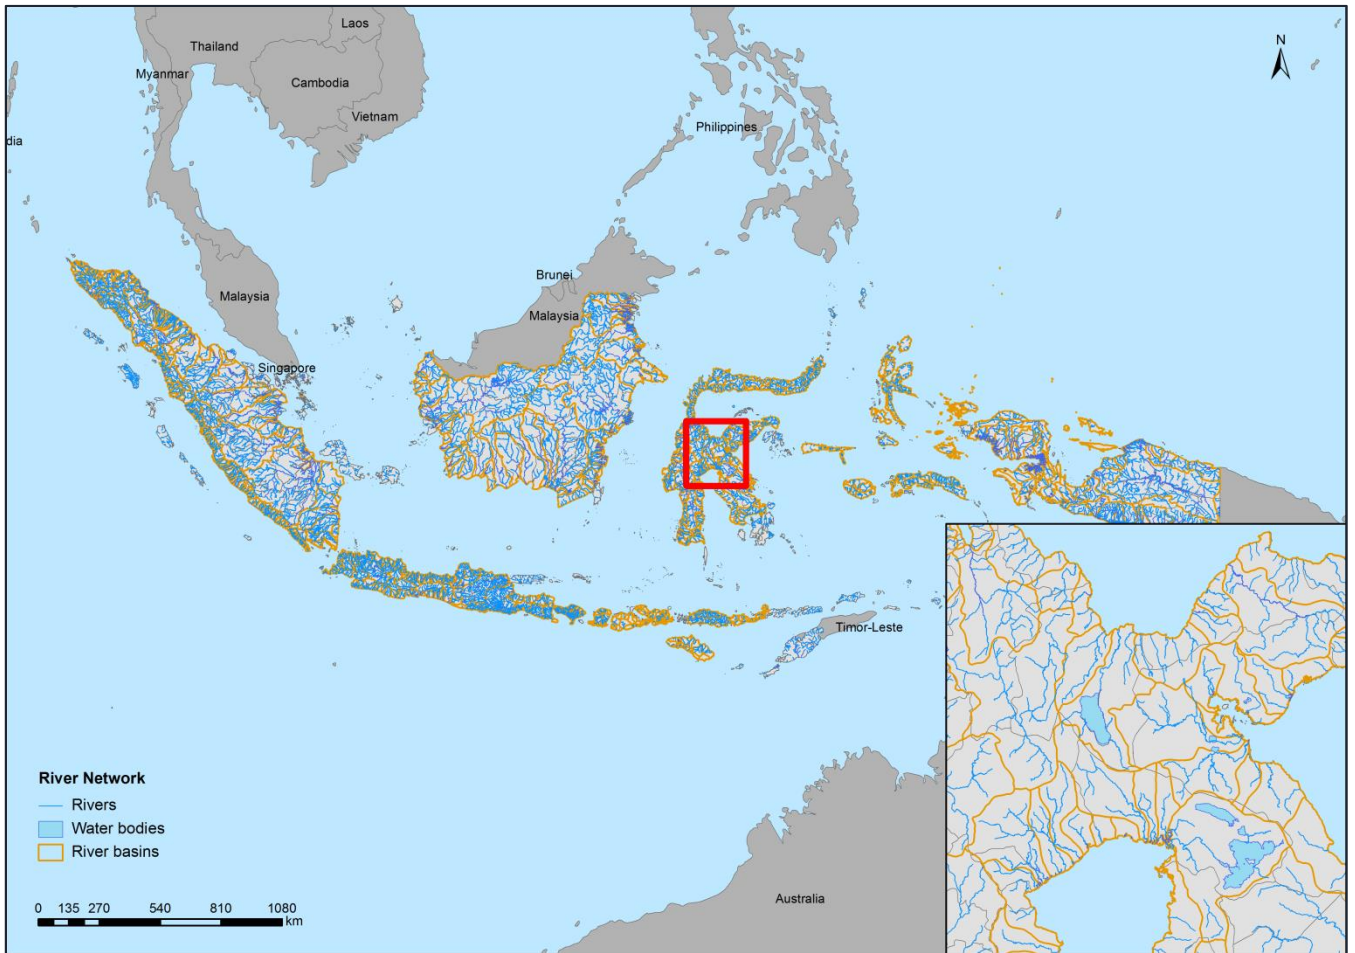 Laos
Thailand
N
Myanmar
Cambodia
Vietnam
Philippines
dia
Brunei
Malaysia
Malaysia
Singapore
Timor-Leste
River Network
Rivers
Water bodies
River basins
0 135 270 540 810 1080
km
Australia